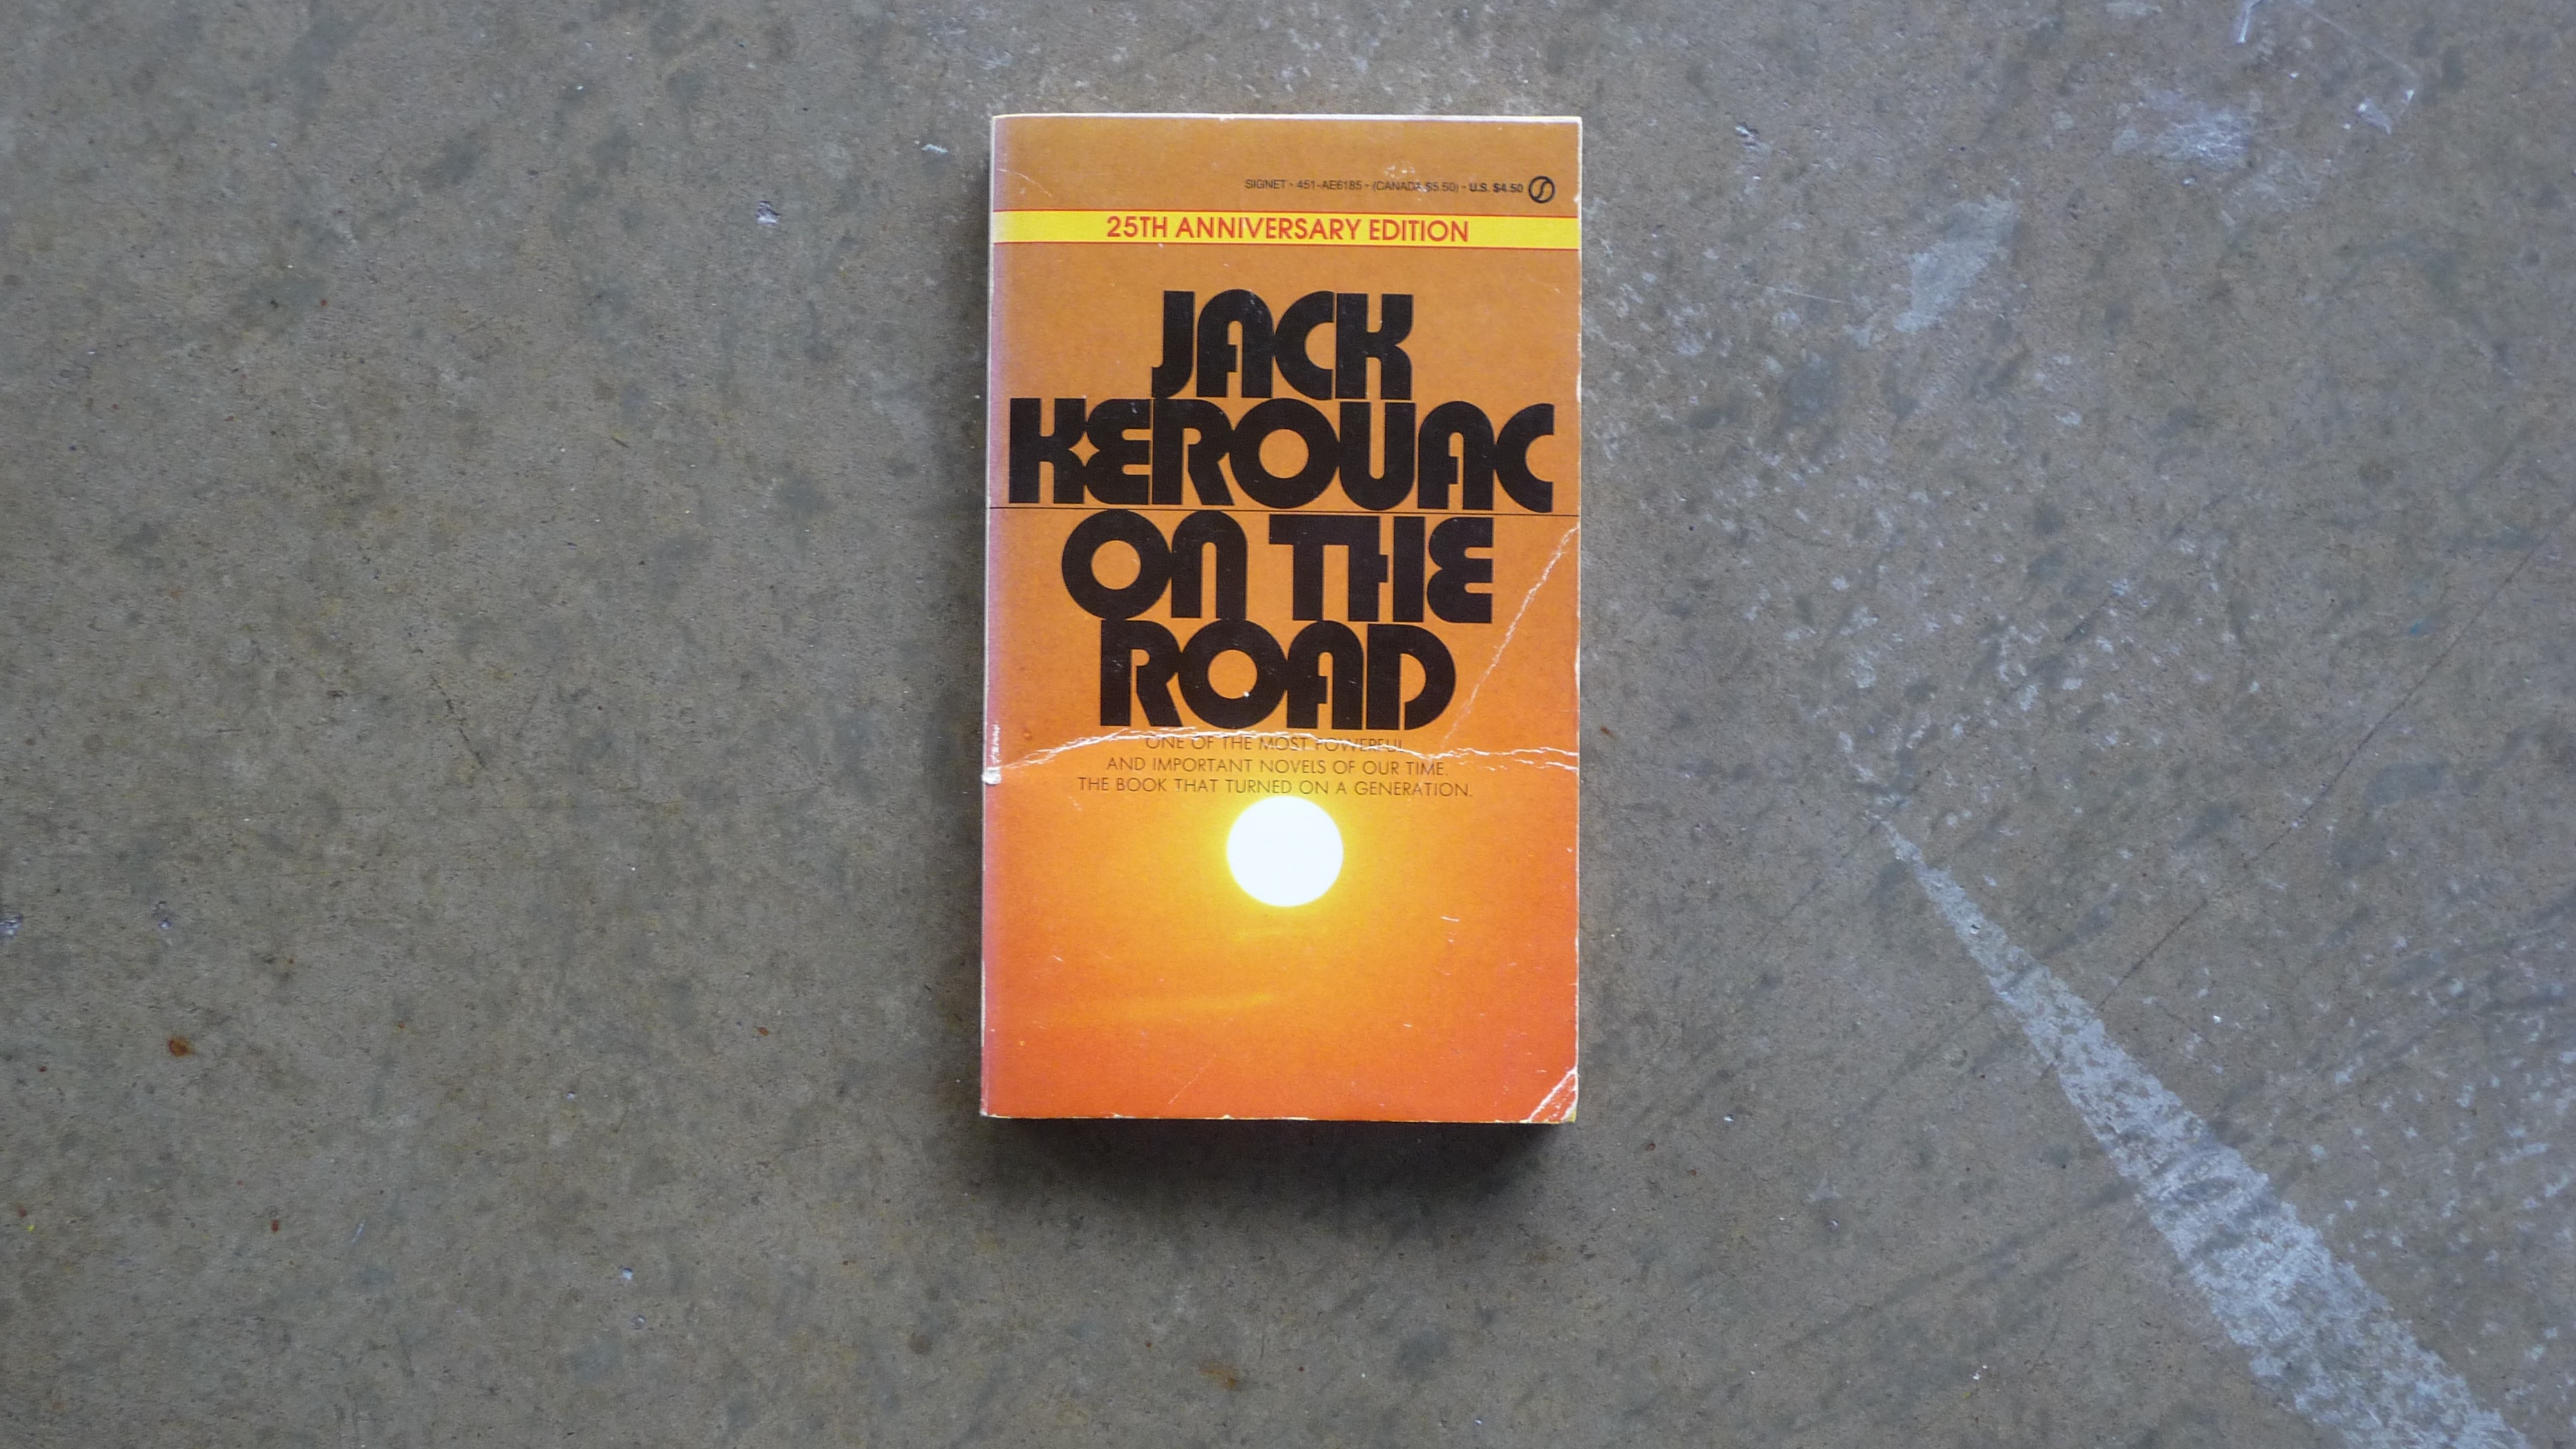 SIGNET • 451-AE6185 • (CANADA $5.50) • U.S. $4.50
25TH ANNIVERSARY EDITION
JACK
KEROUAC
ON THE
ROAD
ONE OF THE MOST POWERFUL
AND IMPORTANT NOVELS OF OUR TIME.
THE BOOK THAT TURNED ON A GENERATION.